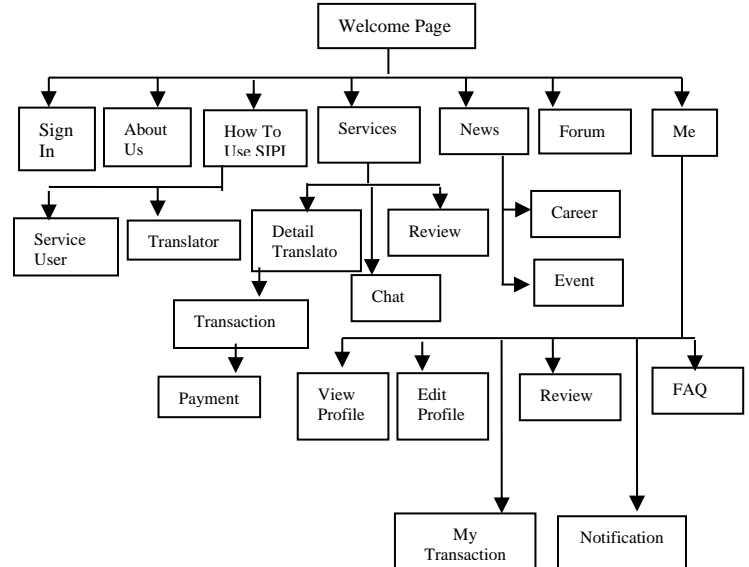 Welcome Page
Sign
In
About
Us
How To
Use SIPI
Services
News
Forum
Me
Service
User
Translator
Detail
Translato
Review
Chat
Career
Event
Transaction
Payment
View
Profile
Edit
Profile
Review
FAQ
My
Transaction
Notification